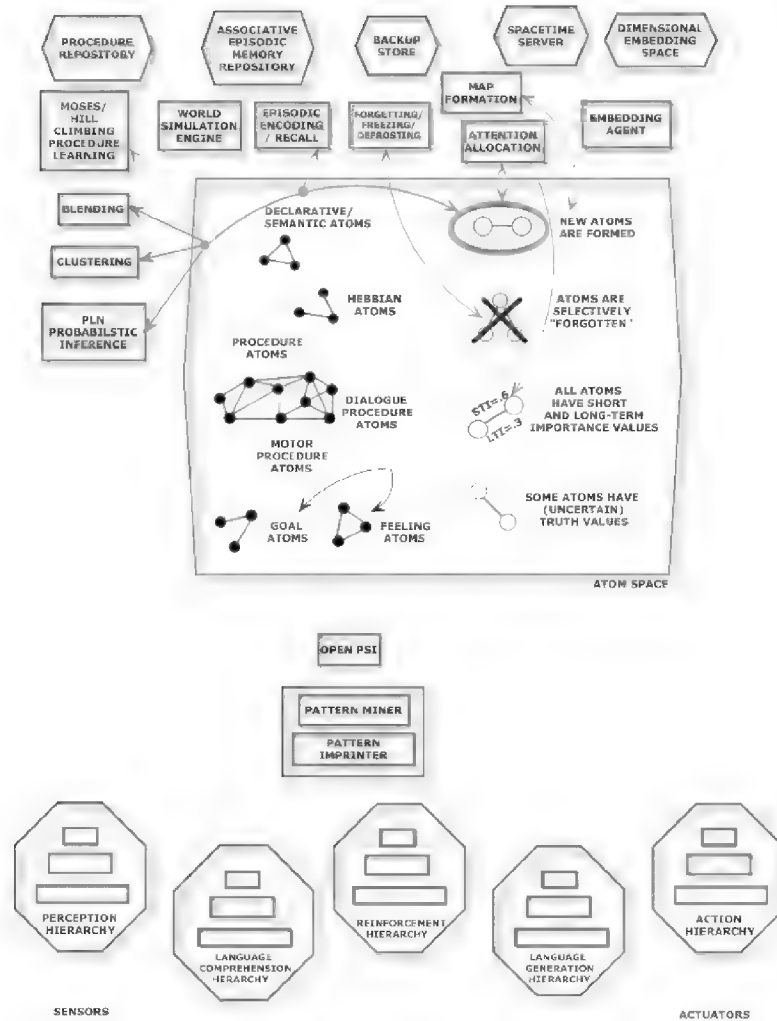 PROCEDURE
REPOSITORY
ASSOCIATIVE
EPISODIC
MEMORY
REPOSITORY
BACKUP
STORE
SPACETIME
SERVER
DIMENSIONAL
EMBEDDING
SPACE
MOSES/
HILL
CLIMBING
PROCEDURE
LEARNING
WORLD
SIMULATION
ENGINE
EPISODIC
ENCODING
/ RECALL
FORGETTING/
FREEZING/
DEFROSTING
MAP
FORMATION
ATTENTION
ALLOCATION
EMBEDDING
AGENT
BLENDING
CLUSTERING
PLN
PROBABILSTIC
INFERENCE
DECLARATIVE/
SEMANTIC ATOMS
NEW ATOMS
ARE FORMED
HEBBIAN
ATOMS
ATOMS ARE
SELECTIVELY
"FORGOTTEN"
PROCEDURE
ATOMS
DIALOGUE
PROCEDURE
ATOMS
STI=.6
LTI=.3
ALL ATOMS
HAVE SHORT
AND LONG-TERM
IMPORTANCE VALUES
MOTOR
PROCEDURE
ATOMS
GOAL
ATOMS
FEELING
ATOMS
SOME ATOMS HAVE
(UNCERTAIN)
TRUTH VALUES
ATOM SPACE
OPEN PSI
PATTERN MINER
PATTERN
IMPRINTER
PERCEPTION
HIERARCHY
LANGUAGE
COMPREHENSION
HIERARCHY
REINFORCEMENT
HIERARCHY
LANGUAGE
GENERATION
HIERARCHY
ACTION
HIERARCHY
SENSORS
ACTUATORS